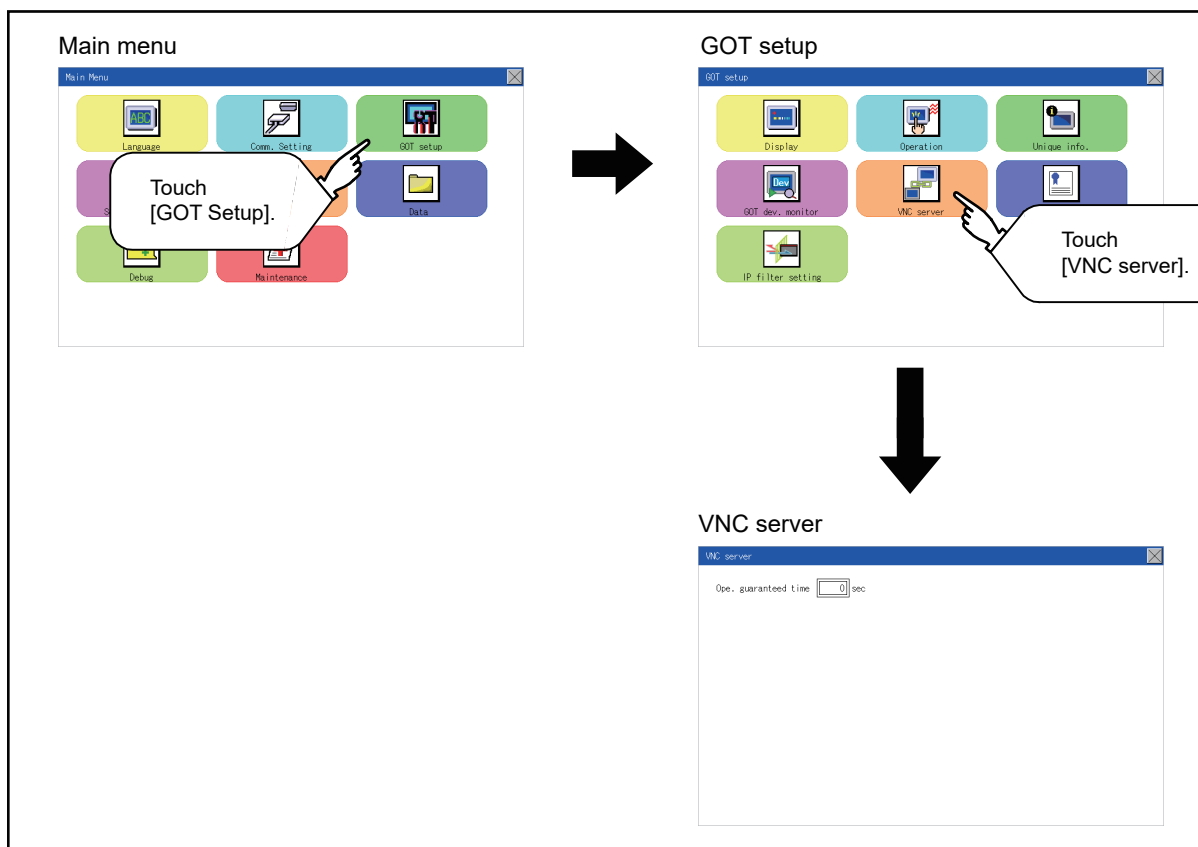 Main menu
Main Menu
Language
Comm. Setting
GOT setup
Touch
[GOT Setup].
Data
Debug
Maintenance
GOT setup
GOT setup
Display
Operation
Unique info.
GOT dev. monitor
VNC server
Touch
[VNC server].
IP filter setting
VNC server
VNC server
Ope. guaranteed time 0 sec